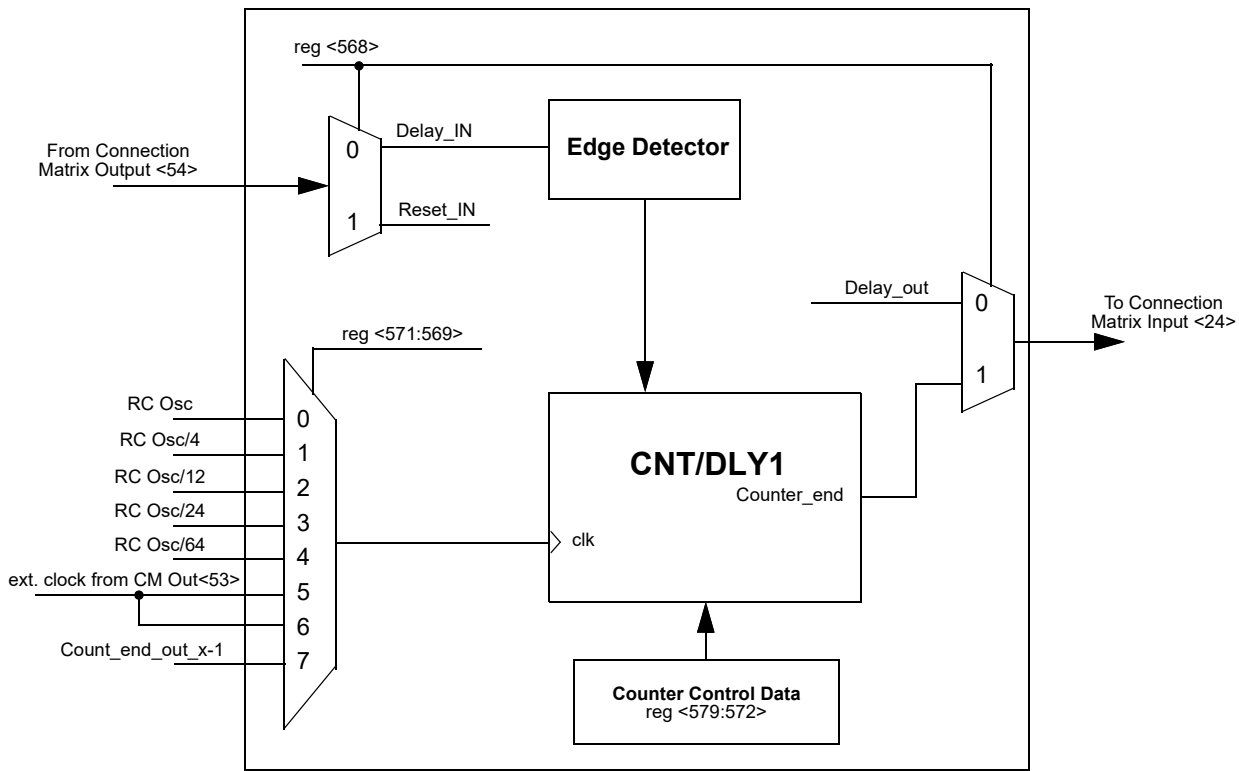 reg <568>
From Connection
Matrix Output <54>
0
1
Delay_IN
Reset_IN
Edge Detector
Delay_out
0
1
To Connection
Matrix Input <24>
reg <571:569>
RC Osc
RC Osc/4
RC Osc/12
RC Osc/24
RC Osc/64
ext. clock from CM Out<53>
Count_end_out_x-1
0
1
2
3
4
5
6
7
CNT/DLY1
Counter_end
clk
Counter Control Data
reg <579:572>